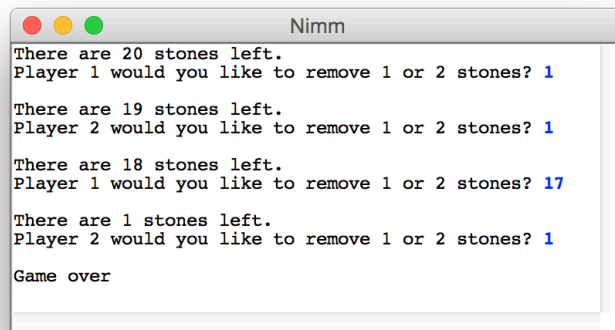 Nimm
There are 20 stones left.
Player 1 would you like to remove 1 or 2 stones? 1
There are 19 stones left.
Player 2 would you like to remove 1 or 2 stones? 1
There are 18 stones left.
Player 1 would you like to remove 1 or 2 stones? 17
There are 1 stones left.
Player 2 would you like to remove 1 or 2 stones? 1
Game over